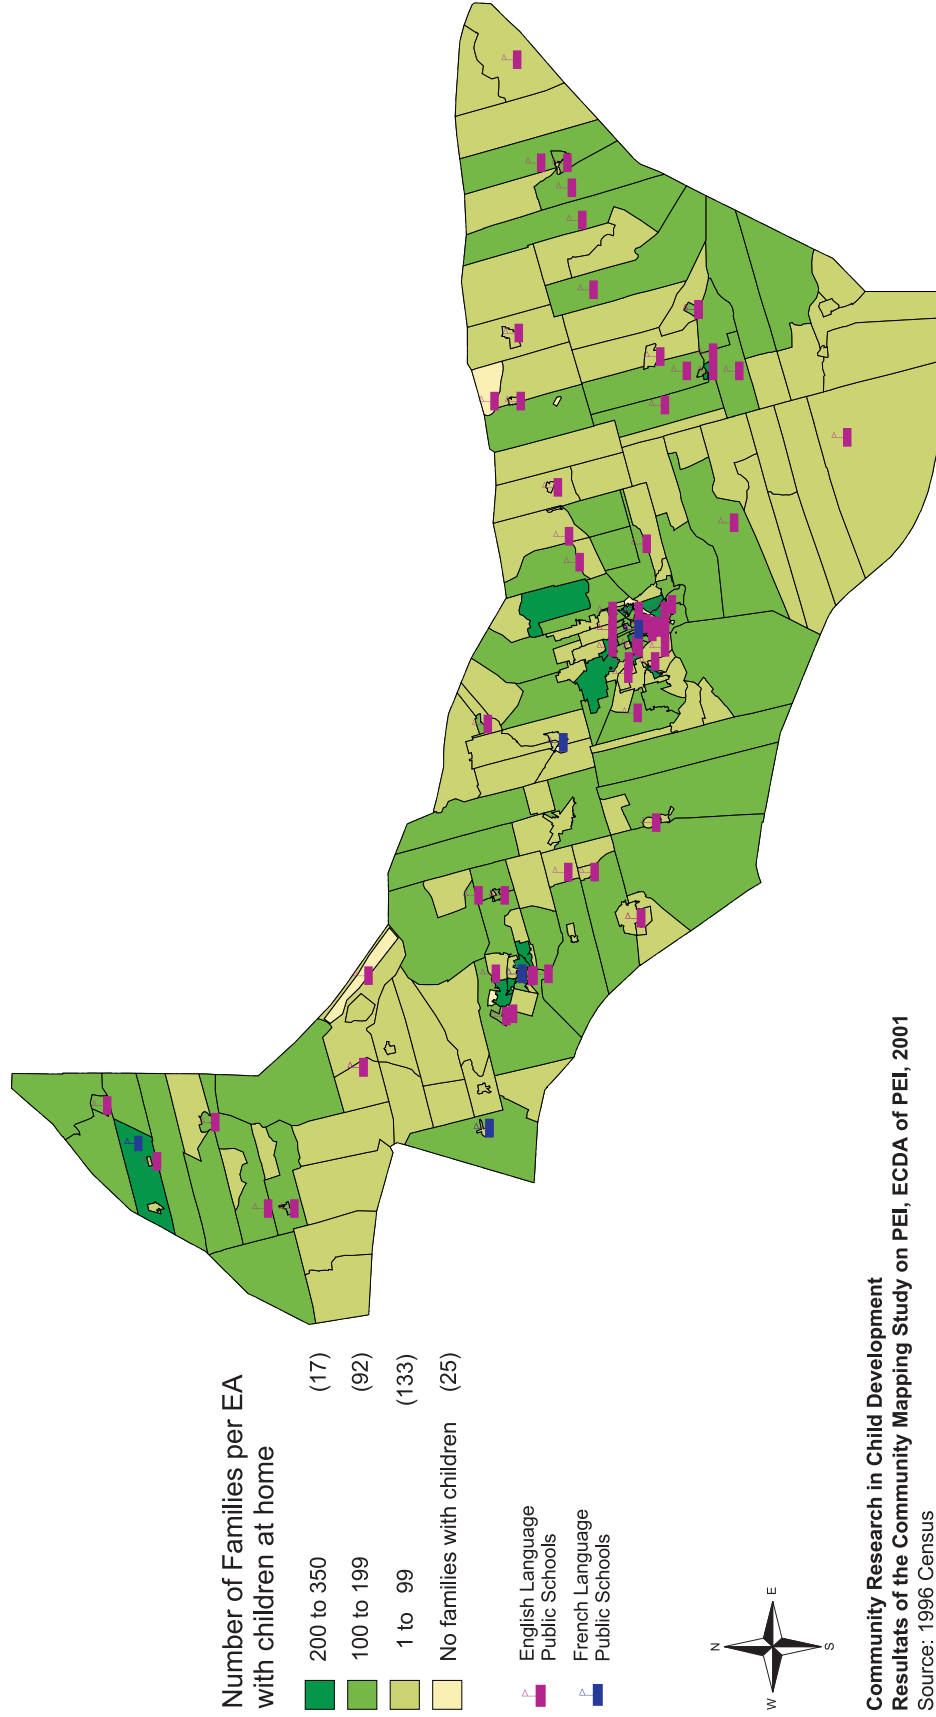 Number of Families per EA
with children at home
200 to 350 (17)
100 to 199 (92)
1 to 99 (133)
No families with children (25)
English Language
Public Schools
French Language
Public Schools
N
W E
S
Community Research in Child Development
Resultats of the Community Mapping Study on PEI, ECDA of PEI, 2001
Source: 1996 Census